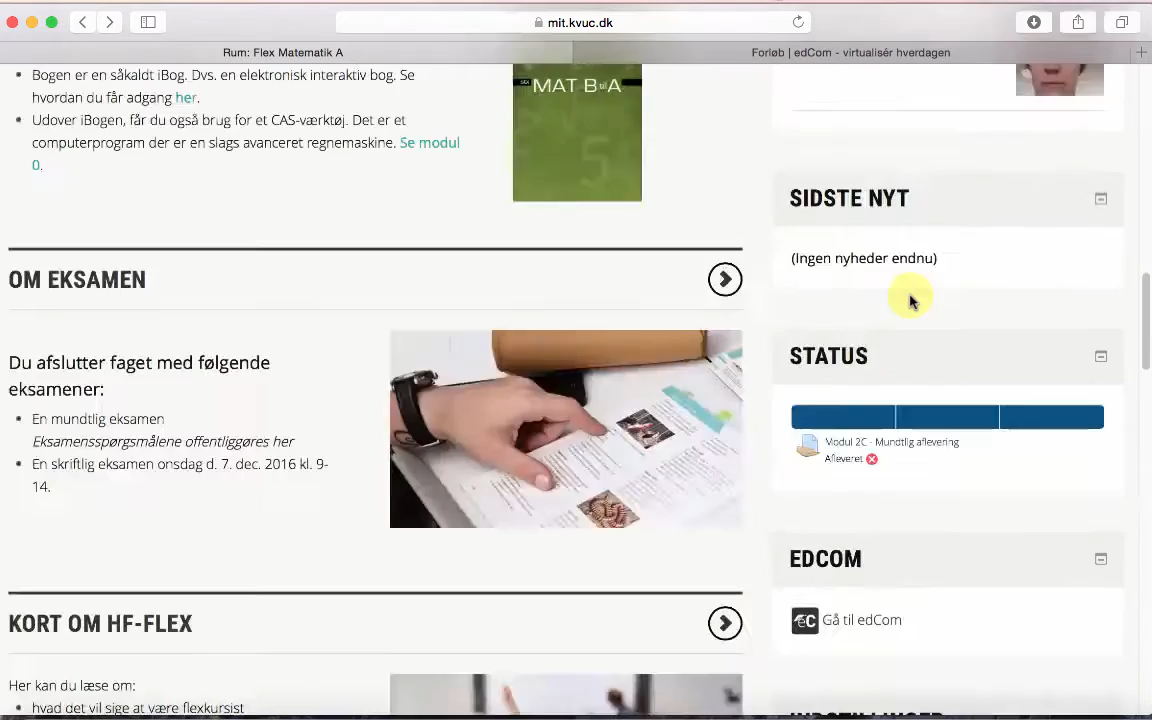 mit.kvuc.dk
Rum: Flex Matematik A
Forløb | edCom - virtualisér hverdagen
Bogen er en såkaldt iBog. Dvs. en elektronisk interaktiv bog. Se
hvordan du får adgang her.
Udover iBogen, får du også brug for et CAS-værktøj. Det er et
computerprogram der er en slags avanceret regnemaskine. Se modul
0.
stx MAT B til A
5
OM EKSAMEN
Du afslutter faget med følgende
eksamener:
En mundtlig eksamen
Eksamensspørgsmålene offentliggøres her
En skriftlig eksamen onsdag d. 7. dec. 2016 kl. 9-
14.
KORT OM HF-FLEX
Her kan du læse om:
hvad det vil sige at være flexkursist
SIDSTE NYT
(Ingen nyheder endnu)
STATUS
Modul 2C - Mundtlig aflevering
Afleveret
EDCOM
eC Gå til edCom